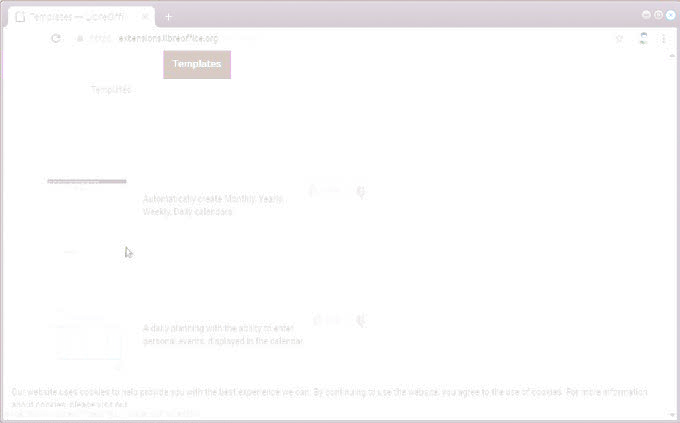 Templates — LibreOffi
https: extensions.libreoffice.org
Templates
Templates
Automatically create Monthly, Yearly,
Weekly, Daily calendars.
A daily planning with the ability to enter
personal events, displayed in the calendar
Our website uses cookies to help provide you with the best experience we can. By continuing to use the website, you agree to the use of cookies. For more information
about cookies, please visit our